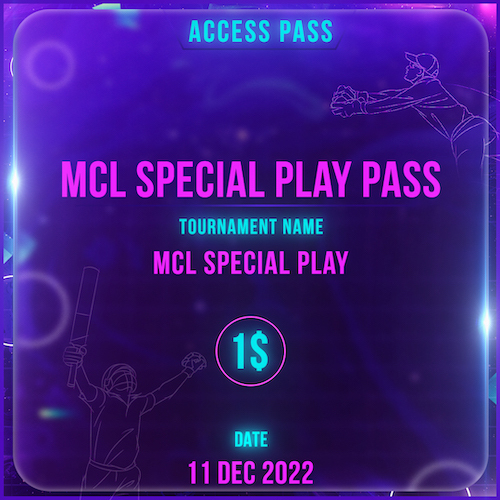 ACCESS PASS
MCL SPECIAL PLAY PASS
TOURNAMENT NAME
MCL SPECIAL PLAY
1$
DATE
11 DEC 2022